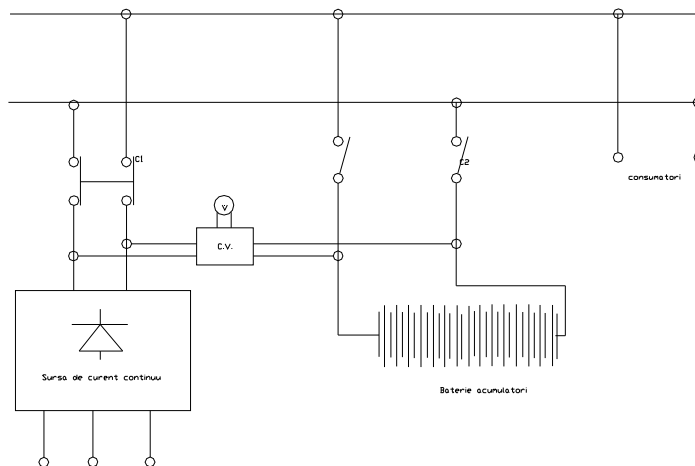 C1
C2
consumatori
V
C.V.
Sursa de curent continuu
Baterie acumulatori